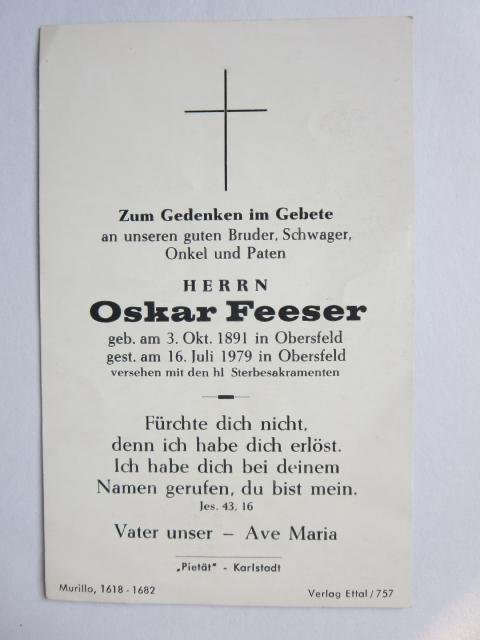 Zum Gedenken im Gebete
an unseren guten Bruder, Schwager,
Onkel und Paten
HERRN
Oskar Feeser
geb. am 3. Okt. 1891 in Obersfeld
gest. am 16. Juli 1979 in Obersfeld
versehen mit den hl Sterbesakramenten
Fürchte dich nicht,
denn ich habe dich erlöst.
Ich habe dich bei deinem
Namen gerufen, du bist mein.
Jes. 43, 16
Vater unser – Ave Maria
„Pietät" - Karlstadt
Murillo, 1618 - 1682
Verlag Ettal / 757